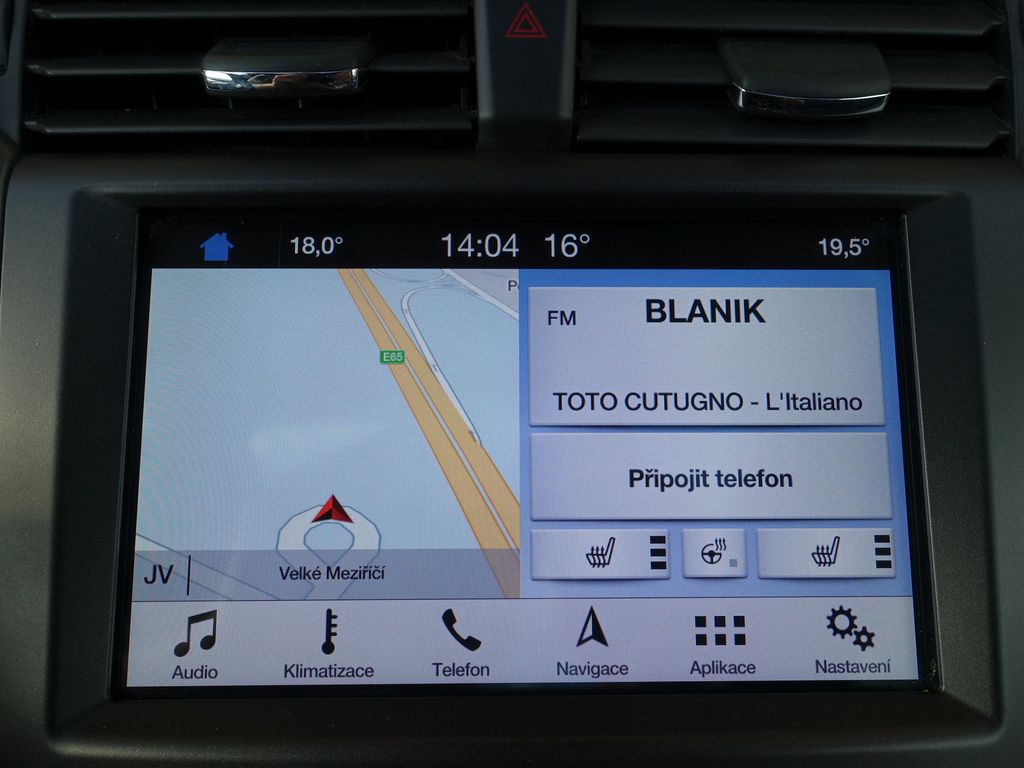 18,0°
14:04
16°
19,5°
E65
FM
BLANIK
TOTO CUTUGNO - L'Italiano
Připojit telefon
JV
Velké Meziříčí
Audio
Klimatizace
Telefon
Navigace
Aplikace
Nastavení